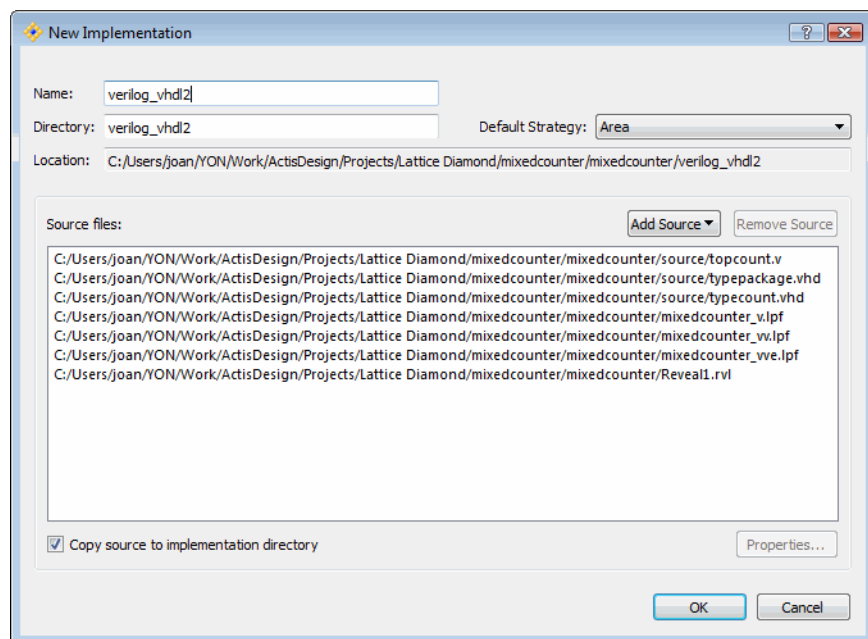 New Implementation
Name: verilog_vhdl2
Directory: verilog_vhdl2 Default Strategy: Area
Location: C:/Users/joan/YON/Work/ActisDesign/Projects/Lattice Diamond/mixedcounter/mixedcounter/verilog_vhdl2
Source files: Add Source Remove Source
C:/Users/joan/YON/Work/ActisDesign/Projects/Lattice Diamond/mixedcounter/mixedcounter/source/topcount.v
C:/Users/joan/YON/Work/ActisDesign/Projects/Lattice Diamond/mixedcounter/mixedcounter/source/typepackage.vhd
C:/Users/joan/YON/Work/ActisDesign/Projects/Lattice Diamond/mixedcounter/mixedcounter/source/typecount.vhd
C:/Users/joan/YON/Work/ActisDesign/Projects/Lattice Diamond/mixedcounter/mixedcounter/mixedcounter_v.lpf
C:/Users/joan/YON/Work/ActisDesign/Projects/Lattice Diamond/mixedcounter/mixedcounter/mixedcounter_vv.lpf
C:/Users/joan/YON/Work/ActisDesign/Projects/Lattice Diamond/mixedcounter/mixedcounter/mixedcounter_vve.lpf
C:/Users/joan/YON/Work/ActisDesign/Projects/Lattice Diamond/mixedcounter/mixedcounter/Reveal1.rvl
Copy source to implementation directory Properties...
OK Cancel